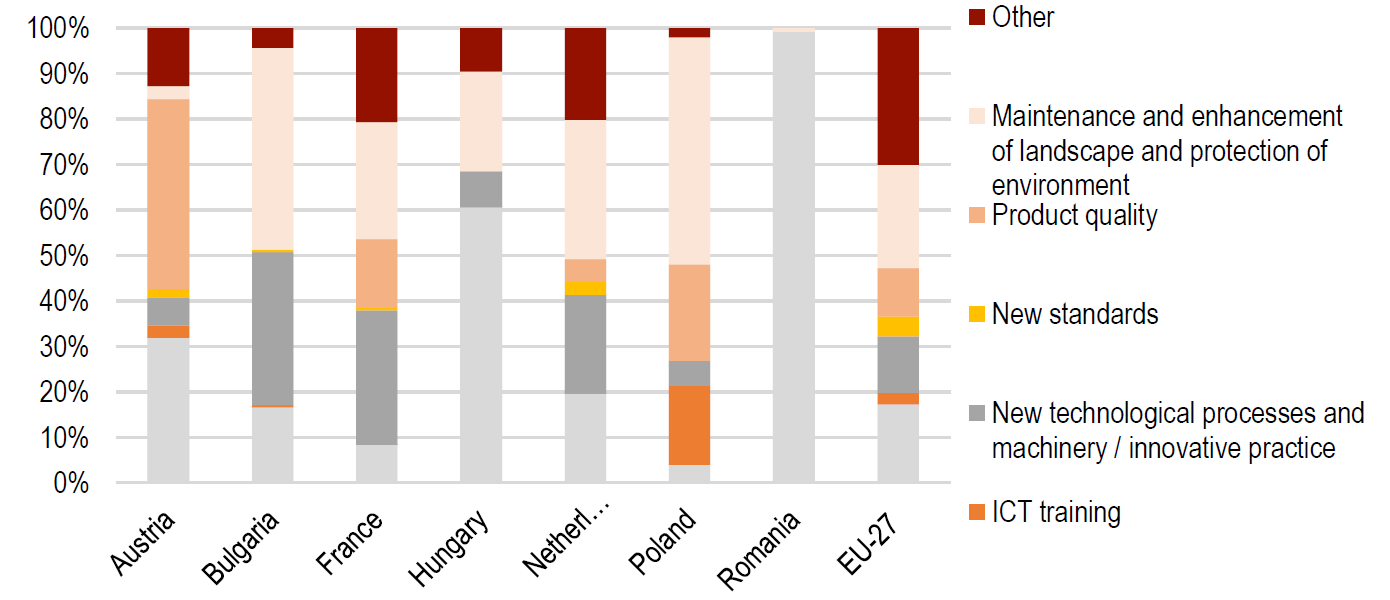 100%
90%
80%
70%
60%
50%
40%
30%
20%
10%
0%
Austria
Bulgaria
France
Hungary
Netherl…
Poland
Romania
EU-27
Other
Maintenance and enhancement
of landscape and protection of
environment
Product quality
New standards
New technological processes and
machinery / innovative practice
ICT training